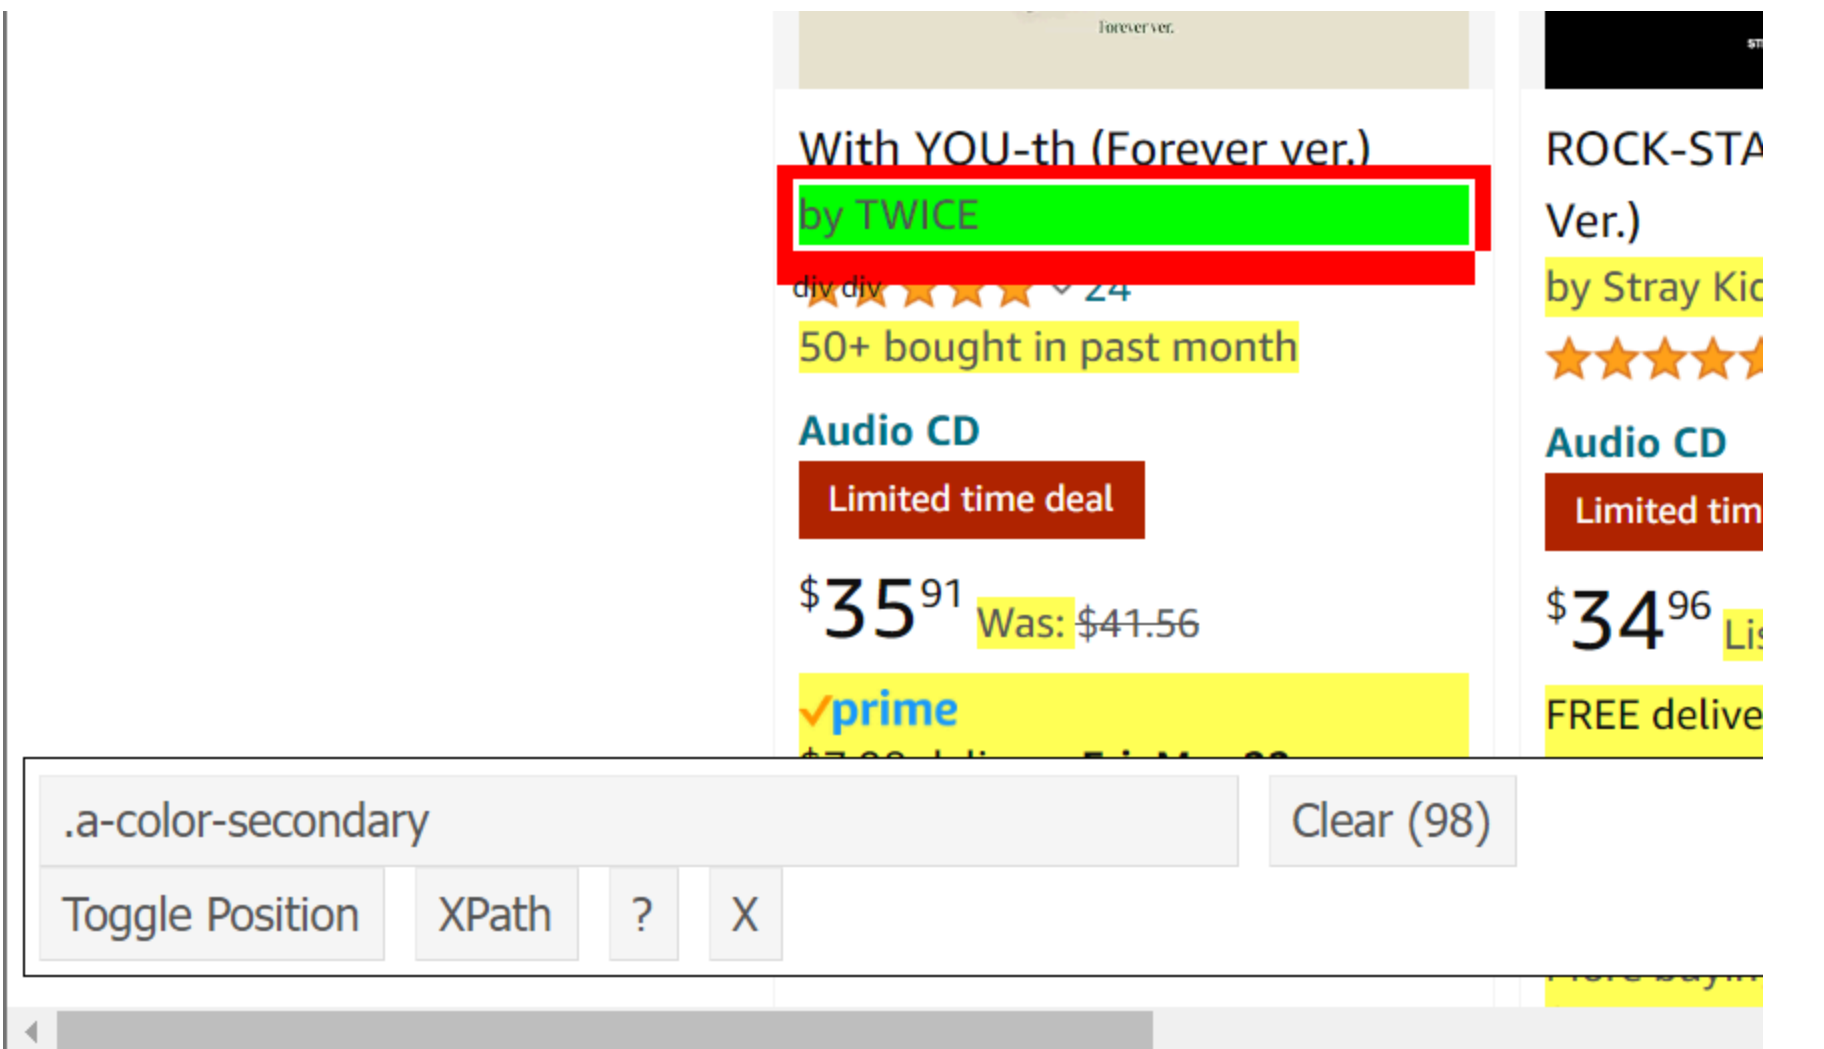 Forever ver.
With YOU-th (Forever ver.)
by TWICE
div div
24
50+ bought in past month
Audio CD
Limited time deal
$35 91 Was: $41.56
prime
ROCK-STA
Ver.)
by Stray Kid
Audio CD
Limited tim
$34 96 Lis
FREE delive
.a-color-secondary
Clear (98)
Toggle Position
XPath
?
X